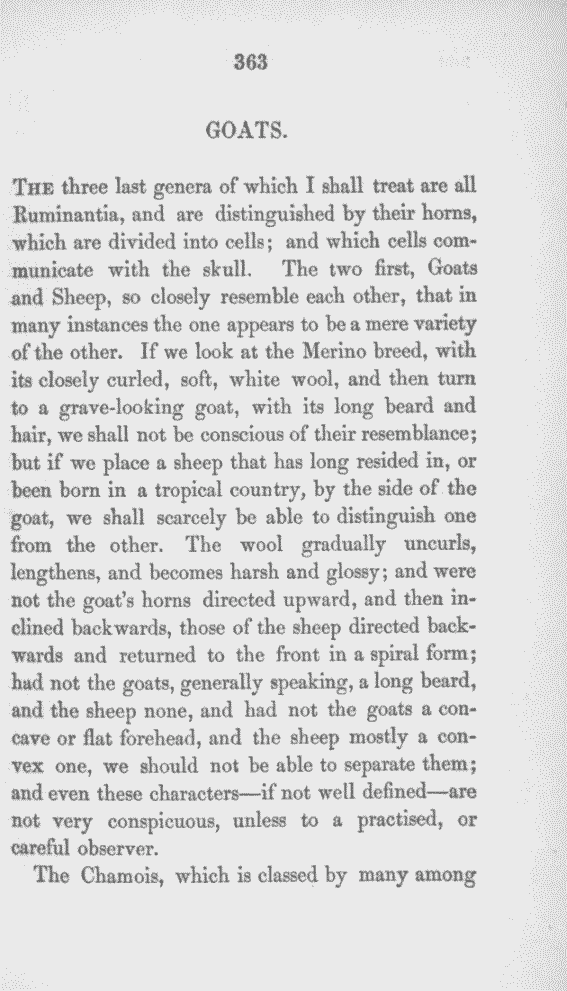 363
GOATS.
THE three last genera of which I shall treat are all
Ruminantia, and are distinguished by their horns,
which are divided into cells; and which cells com-
municate with the skull. The two first, Goats
and Sheep, so closely resemble each other, that in
many instances the one appears to be a mere variety
of the other. If we look at the Merino breed, with
its closely curled, soft, white wool, and then turn
to a grave-looking goat, with its long beard and
hair, we shall not be conscious of their resemblance;
but if we place a sheep that has long resided in, or
been born in a tropical country, by the side of the
goat, we shall scarcely be able to distinguish one
from the other. The wool gradually uncurls,
lengthens, and becomes harsh and glossy; and were
not the goat's horns directed upward, and then in-
clined backwards, those of the sheep directed back-
wards and returned to the front in a spiral form;
had not the goats, generally speaking, a long beard,
and the sheep none, and had not the goats a con-
cave or flat forehead, and the sheep mostly a con-
vex one, we should not be able to separate them;
and even these characters—if not well defined—are
not very conspicuous, unless to a practised, or
careful observer.
The Chamois, which is classed by many among